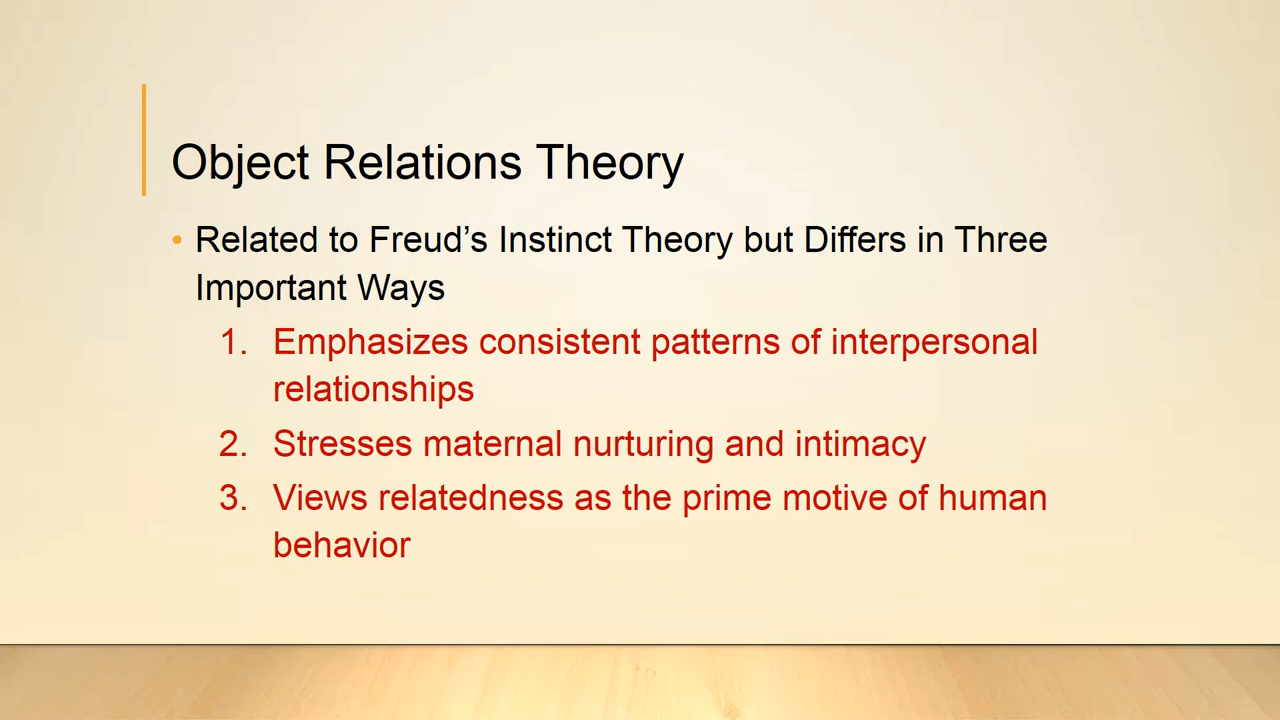 Object Relations Theory
• Related to Freud’s Instinct Theory but Differs in Three
Important Ways
1. Emphasizes consistent patterns of interpersonal
relationships
2. Stresses maternal nurturing and intimacy
3. Views relatedness as the prime motive of human
behavior